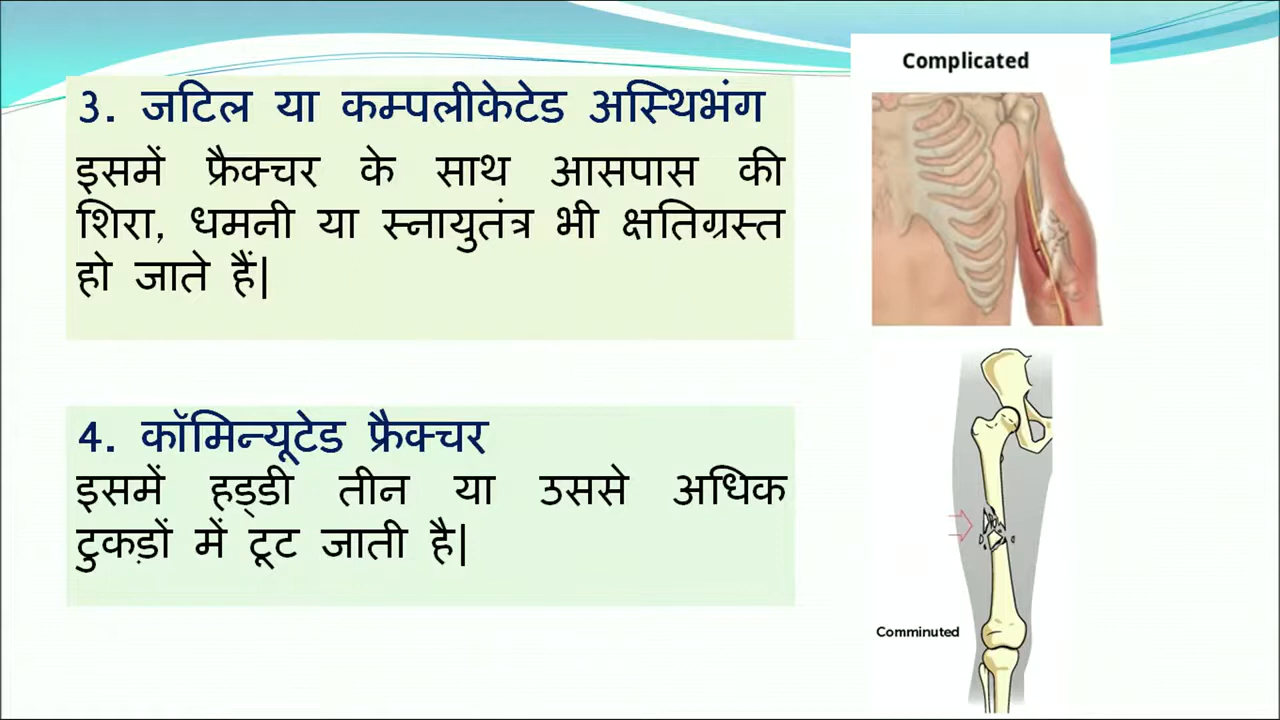 3. जटिल या कम्पलीकेटेड अस्थिभंग
इसमें फ्रैक्चर के साथ आसपास की
शिरा, धमनी या स्नायुतंत्र भी क्षतिग्रस्त
हो जाते हैं|
Complicated
4. कॉमिन्यूटेड फ्रैक्चर
इसमें हड्डी तीन या उससे अधिक
टुकड़ों में टूट जाती है|
Comminuted